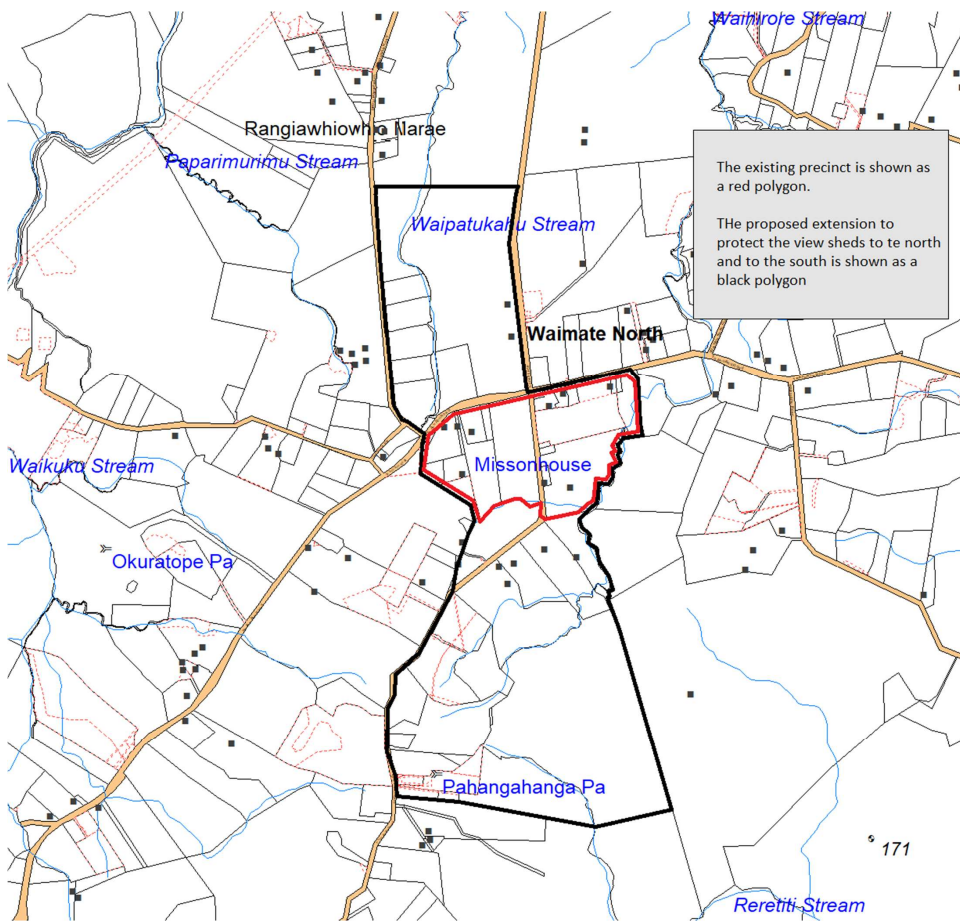 Waihirore Stream
Rangiawhiowhio Marae
Paparimurimu Stream
The existing precinct is shown as
a red polygon.
THe proposed extension to
protect the view sheds to te north
and to the south is shown as a
black polygon
Waipatukahu Stream
Waimate North
Waikuku Stream
Missonhouse
Okuratope Pa
Pahangahanga Pa
171
Reretiti Stream